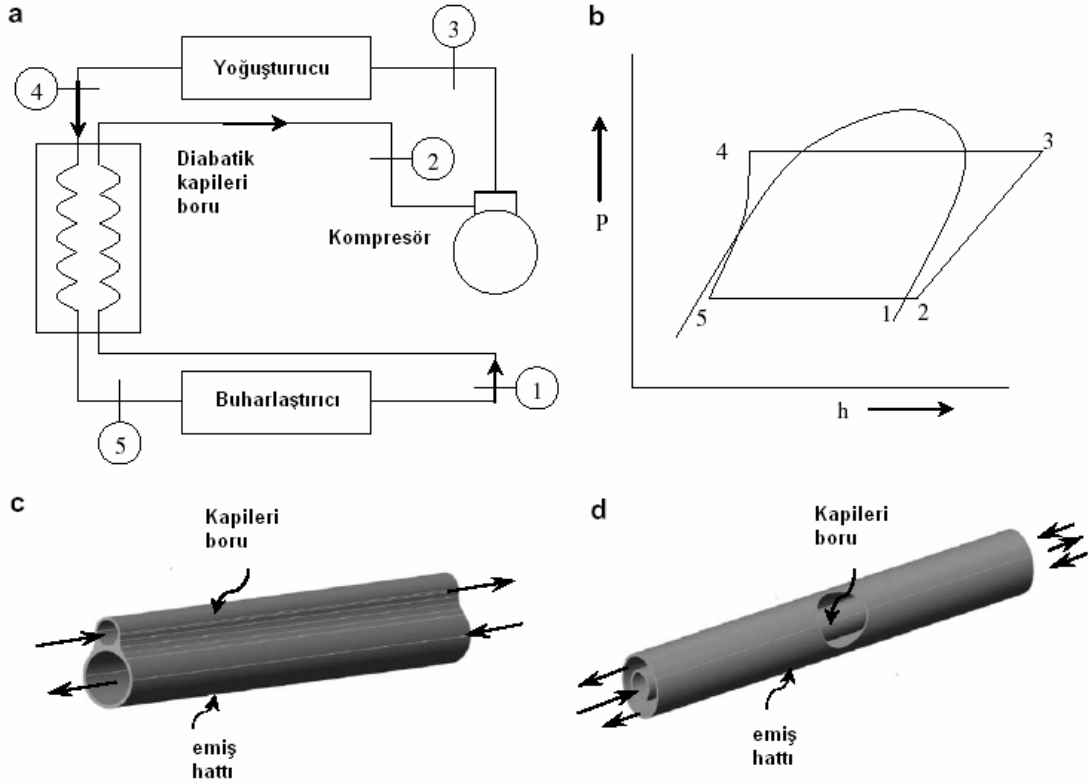 a
Yoğuşturucu
3
4
Diabatik
kapileri
boru
2
Kompresör
Buharlaştırıcı
1
5
b
P
4
3
5
1
2
h
c
Kapileri
boru
emiş
hattı
d
Kapileri
boru
emiş
hattı